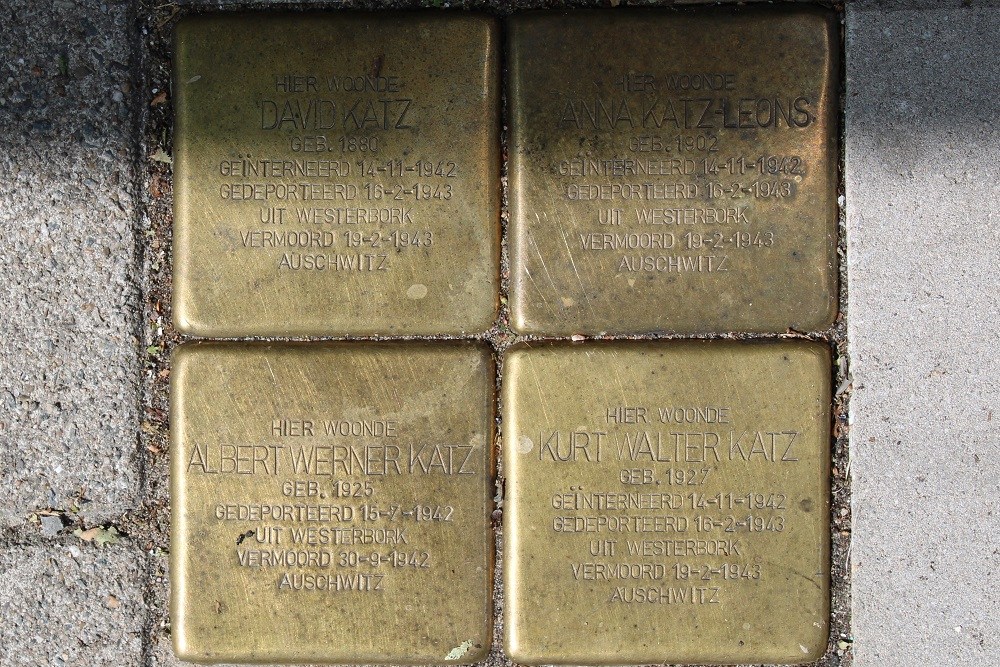 HIER WOONDE
DAVID KATZ
GEB. 1880
GEÏNTERNEERD 14-11-1942
GEDEPORTEERD 16-2-1943
UIT WESTERBORK
VERMOORD 19-2-1943
AUSCHWITZ
HIER WOONDE
ANNA KATZ-LEONS
GEB. 1902
GEÏNTERNEERD 14-11-1942
GEDEPORTEERD 16-2-1943
UIT WESTERBORK
VERMOORD 19-2-1943
AUSCHWITZ
HIER WOONDE
ALBERT WERNER KATZ
GEB. 1925
GEDEPORTEERD 15-7-1942
UIT WESTERBORK
VERMOORD 30-9-1942
AUSCHWITZ
HIER WOONDE
KURT WALTER KATZ
GEB. 1927
GEÏNTERNEERD 14-11-1942
GEDEPORTEERD 16-2-1943
UIT WESTERBORK
VERMOORD 19-2-1943
AUSCHWITZ